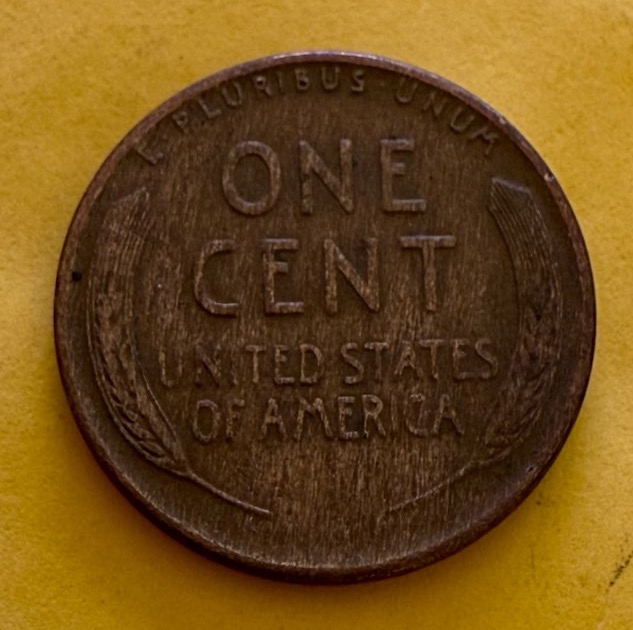 E·PLURIBUS·UNUM
ONE
CENT
UNITED STATES
OF AMERICA